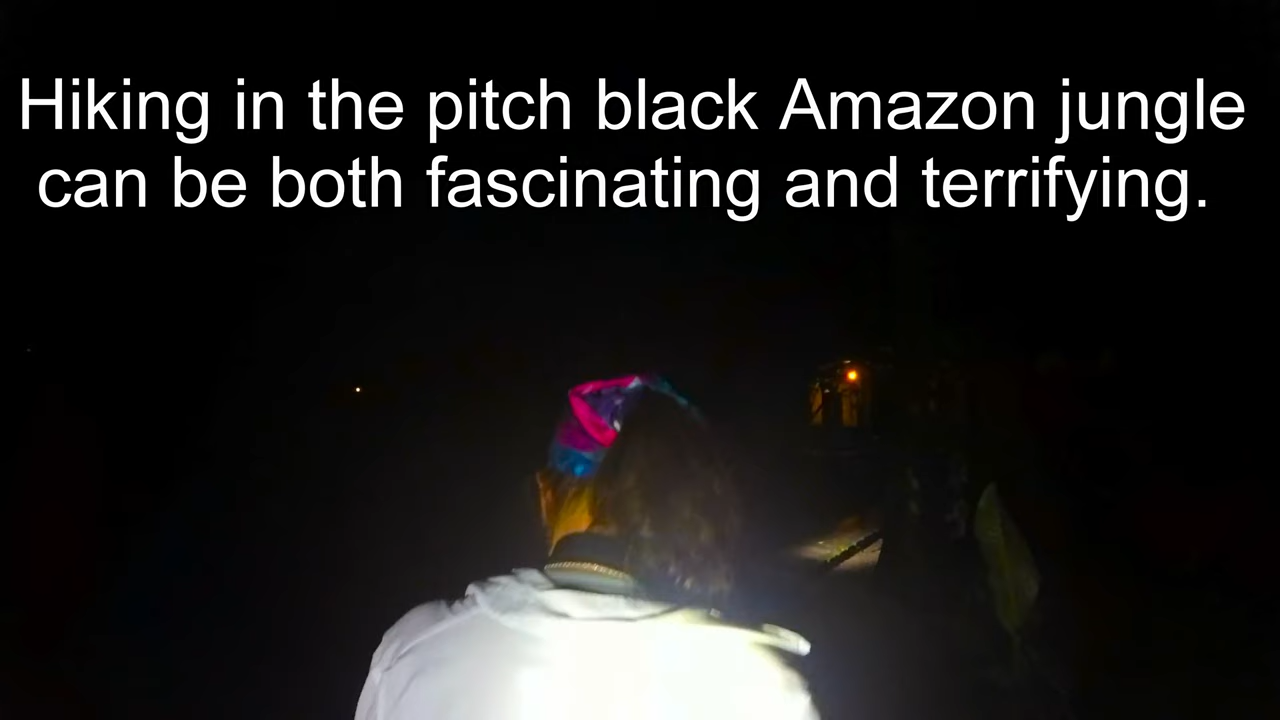 Hiking in the pitch black Amazon jungle
can be both fascinating and terrifying.